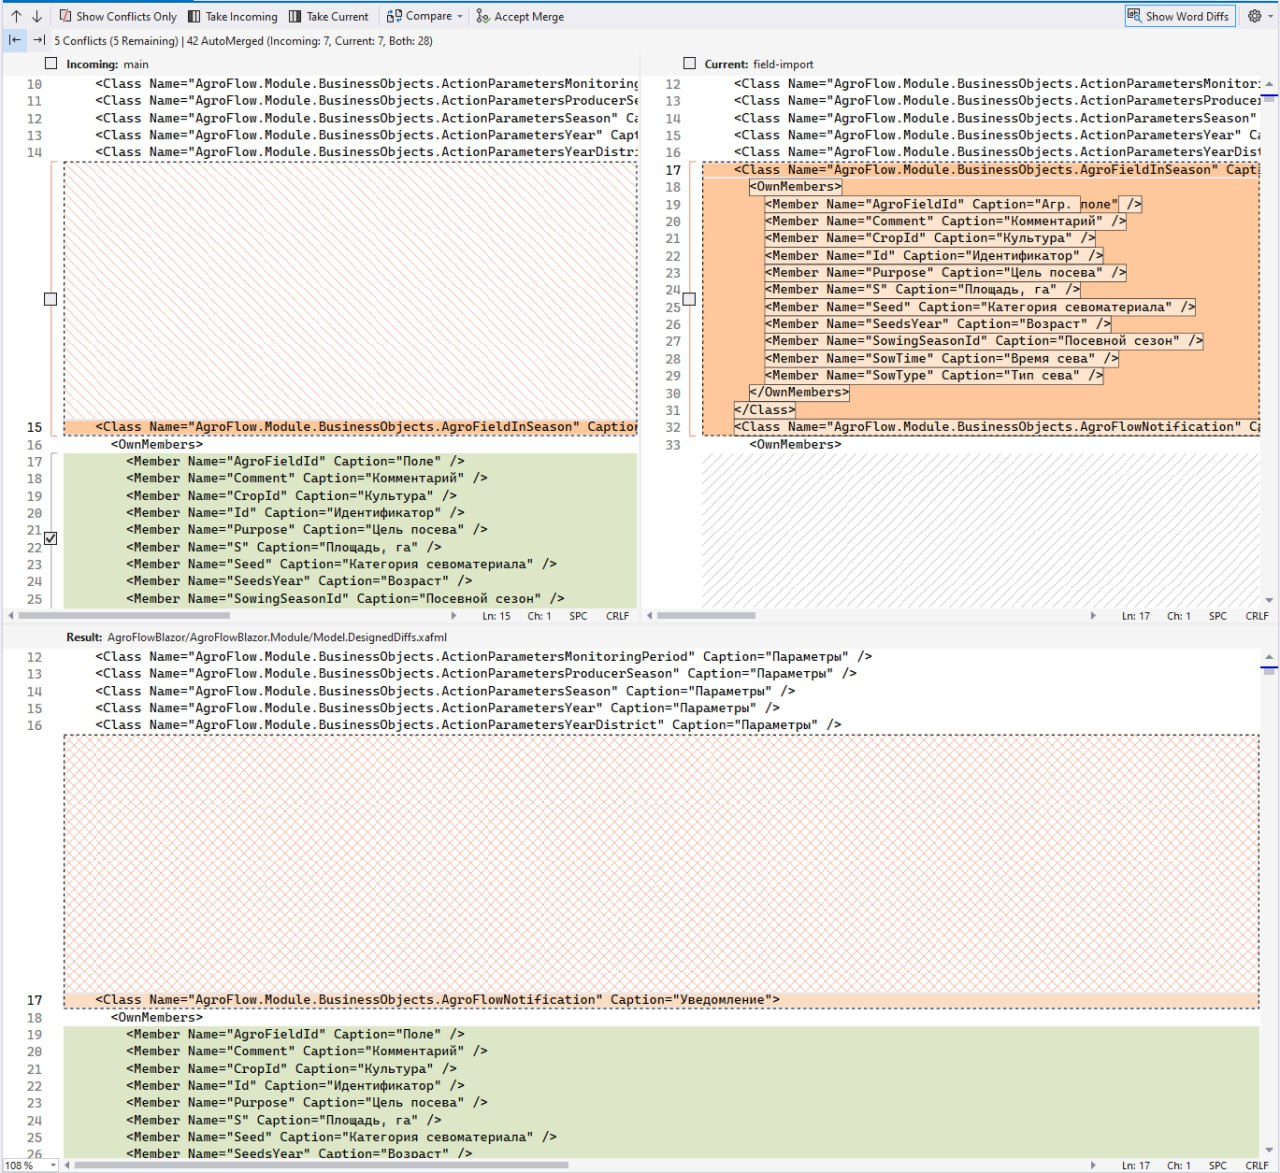 Show Conflicts Only Take Incoming Take Current Compare Accept Merge Show Word Diffs
5 Conflicts (5 Remaining) | 42 AutoMerged (Incoming: 7, Current: 7, Both: 28)
Incoming: main
10 <Class Name="AgroFlow.Module.BusinessObjects.ActionParametersMonitoring
11 <Class Name="AgroFlow.Module.BusinessObjects.ActionParametersProducerSe
12 <Class Name="AgroFlow.Module.BusinessObjects.ActionParametersSeason" Ca
13 <Class Name="AgroFlow.Module.BusinessObjects.ActionParametersYear" Capt
14 <Class Name="AgroFlow.Module.BusinessObjects.ActionParametersYearDistri
15 <Class Name="AgroFlow.Module.BusinessObjects.AgroFieldInSeason" Caption
16 <OwnMembers>
17 <Member Name="AgroFieldId" Caption="Поле" />
18 <Member Name="Comment" Caption="Комментарий" />
19 <Member Name="CropId" Caption="Культура" />
20 <Member Name="Id" Caption="Идентификатор" />
21 <Member Name="Purpose" Caption="Цель посева" />
22 <Member Name="S" Caption="Площадь, га" />
23 <Member Name="Seed" Caption="Категория севоматериала" />
24 <Member Name="SeedsYear" Caption="Возраст" />
25 <Member Name="SowingSeasonId" Caption="Посевной сезон" />
Ln: 15 Ch: 1 SPC CRLF
Current: field-import
12 <Class Name="AgroFlow.Module.BusinessObjects.ActionParametersMonitor
13 <Class Name="AgroFlow.Module.BusinessObjects.ActionParametersProduce
14 <Class Name="AgroFlow.Module.BusinessObjects.ActionParametersSeason"
15 <Class Name="AgroFlow.Module.BusinessObjects.ActionParametersYear" Ca
16 <Class Name="AgroFlow.Module.BusinessObjects.ActionParametersYearDist
17 <Class Name="AgroFlow.Module.BusinessObjects.AgroFieldInSeason" Capt
18 <OwnMembers>
19 <Member Name="AgroFieldId" Caption="Агр. поле" />
20 <Member Name="Comment" Caption="Комментарий" />
21 <Member Name="CropId" Caption="Культура" />
22 <Member Name="Id" Caption="Идентификатор" />
23 <Member Name="Purpose" Caption="Цель посева" />
24 <Member Name="S" Caption="Площадь, га" />
25 <Member Name="Seed" Caption="Категория севоматериала" />
26 <Member Name="SeedsYear" Caption="Возраст" />
27 <Member Name="SowingSeasonId" Caption="Посевной сезон" />
28 <Member Name="SowTime" Caption="Время сева" />
29 <Member Name="SowType" Caption="Тип сева" />
30 </OwnMembers>
31 </Class>
32 <Class Name="AgroFlow.Module.BusinessObjects.AgroFlowNotification" Ca
33 <OwnMembers>
Ln: 17 Ch: 1 SPC CRLF
Result: AgroFlowBlazor/AgroFlowBlazor.Module/Model.DesignedDiffs.xafml
12 <Class Name="AgroFlow.Module.BusinessObjects.ActionParametersMonitoringPeriod" Caption="Параметры" />
13 <Class Name="AgroFlow.Module.BusinessObjects.ActionParametersProducerSeason" Caption="Параметры" />
14 <Class Name="AgroFlow.Module.BusinessObjects.ActionParametersSeason" Caption="Параметры" />
15 <Class Name="AgroFlow.Module.BusinessObjects.ActionParametersYear" Caption="Параметры" />
16 <Class Name="AgroFlow.Module.BusinessObjects.ActionParametersYearDistrict" Caption="Параметры" />
17 <Class Name="AgroFlow.Module.BusinessObjects.AgroFlowNotification" Caption="Уведомление">
18 <OwnMembers>
19 <Member Name="AgroFieldId" Caption="Поле" />
20 <Member Name="Comment" Caption="Комментарий" />
21 <Member Name="CropId" Caption="Культура" />
22 <Member Name="Id" Caption="Идентификатор" />
23 <Member Name="Purpose" Caption="Цель посева" />
24 <Member Name="S" Caption="Площадь, га" />
25 <Member Name="Seed" Caption="Категория севоматериала" />
26 <Member Name="SeedsYear" Caption="Возраст" />
108 % Ln: 17 Ch: 1 SPC CRLF